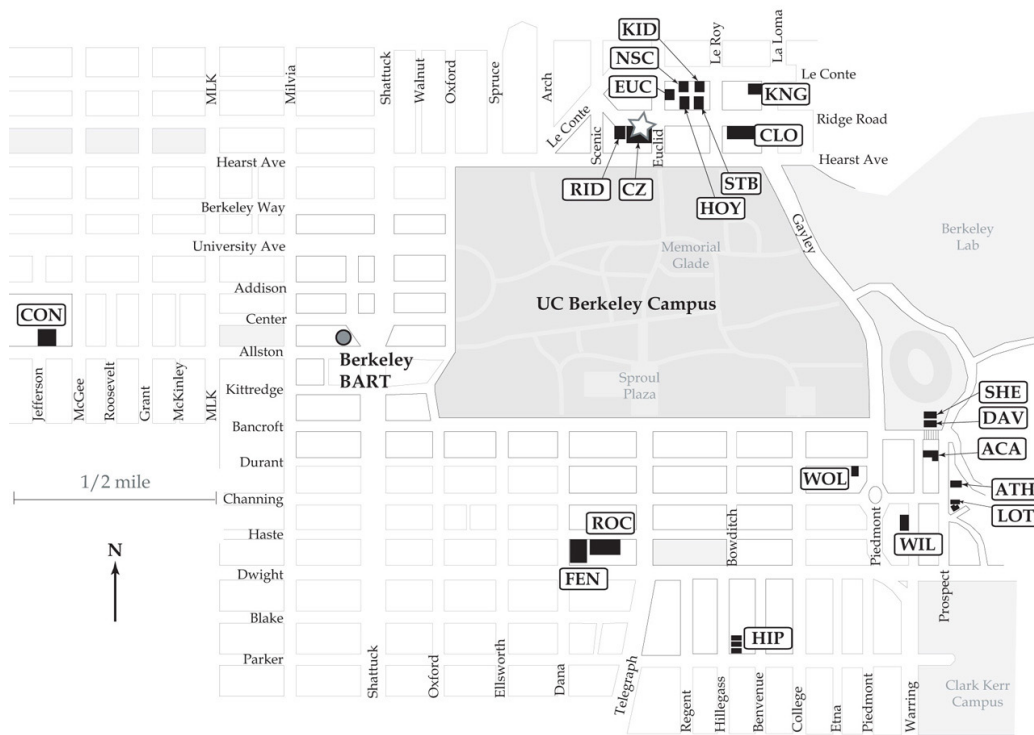 KID
NSC
EUC
Le Roy
La Loma
Le Conte
KNG
MLK
Milvia
Shattuck
Walnut
Oxford
Spruce
Arch
Le Conte
Scenic
Euclid
Ridge Road
CLO
Hearst Ave
Hearst Ave
RID
CZ
STB
HOY
Berkeley Way
University Ave
Gayley
Memorial
Glade
Berkeley
Lab
Addison
UC Berkeley Campus
CON
Center
Allston
Berkeley
BART
Jefferson
McGee
Roosevelt
Grant
McKinley
MLK
Kittredge
Sproul
Plaza
SHE
DAV
Bancroft
ACA
Durant
WOL
1/2 mile
ATH
Channing
LOT
ROC
Haste
Bowditch
Piedmont
WIL
N
FEN
Dwight
Prospect
Blake
HIP
Parker
Shattuck
Oxford
Ellsworth
Dana
Telegraph
Regent
Hillegass
Benvenue
College
Etna
Piedmont
Warring
Clark Kerr
Campus